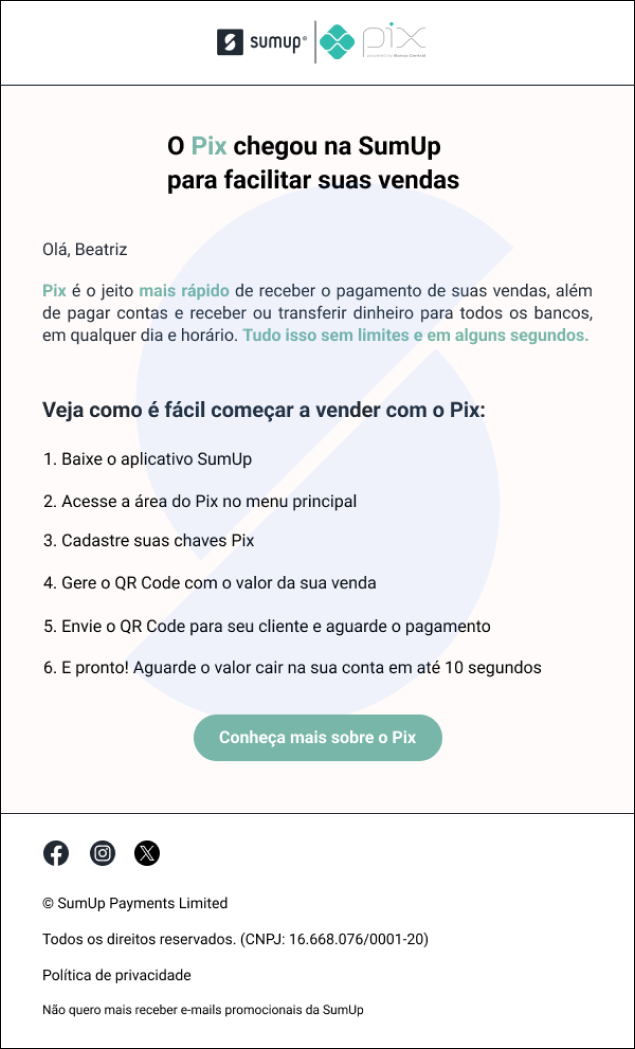 sumup®
pix
powered by Banco Central
O Pix chegou na SumUp
para facilitar suas vendas
Olá, Beatriz
Pix é o jeito mais rápido de receber o pagamento de suas vendas, além
de pagar contas e receber ou transferir dinheiro para todos os bancos,
em qualquer dia e horário. Tudo isso sem limites e em alguns segundos.
Veja como é fácil começar a vender com o Pix:
1. Baixe o aplicativo SumUp
2. Acesse a área do Pix no menu principal
3. Cadastre suas chaves Pix
4. Gere o QR Code com o valor da sua venda
5. Envie o QR Code para seu cliente e aguarde o pagamento
6. E pronto! Aguarde o valor cair na sua conta em até 10 segundos
Conheça mais sobre o Pix
© SumUp Payments Limited
Todos os direitos reservados. (CNPJ: 16.668.076/0001-20)
Política de privacidade
Não quero mais receber e-mails promocionais da SumUp